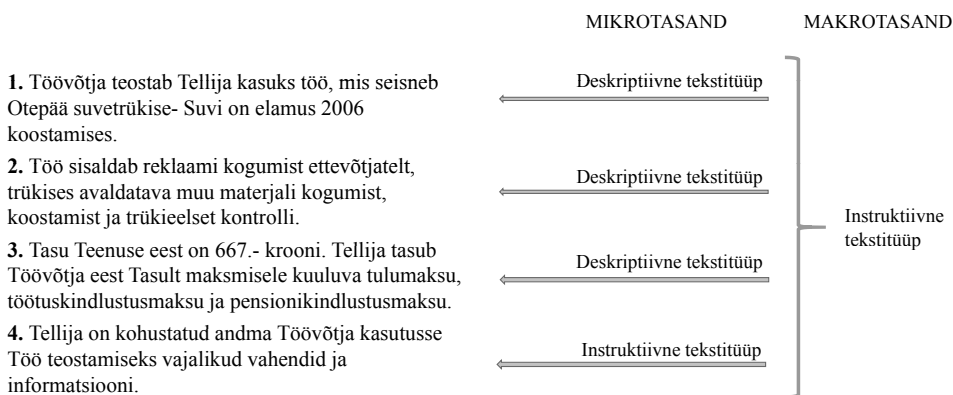 MIKROTASAND MAKROTASAND
1. Töövõtja teostab Tellija kasuks töö, mis seisneb
Otepää suvetrükise- Suvi on elamus 2006
koostamises.
Deskriptiivne tekstitüüp
2. Töö sisaldab reklaami kogumist ettevõtjatelt,
trükises avaldatava muu materjali kogumist,
koostamist ja trükieelset kontrolli.
Deskriptiivne tekstitüüp
3. Tasu Teenuse eest on 667.- krooni. Tellija tasub
Töövõtja eest Tasult maksmisele kuuluva tulumaksu,
töötuskindlustusmaksu ja pensionikindlustusmaksu.
Deskriptiivne tekstitüüp
4. Tellija on kohustatud andma Töövõtja kasutusse
Töö teostamiseks vajalikud vahendid ja
informatsiooni.
Instruktiivne tekstitüüp
Instruktiivne
tekstitüüp